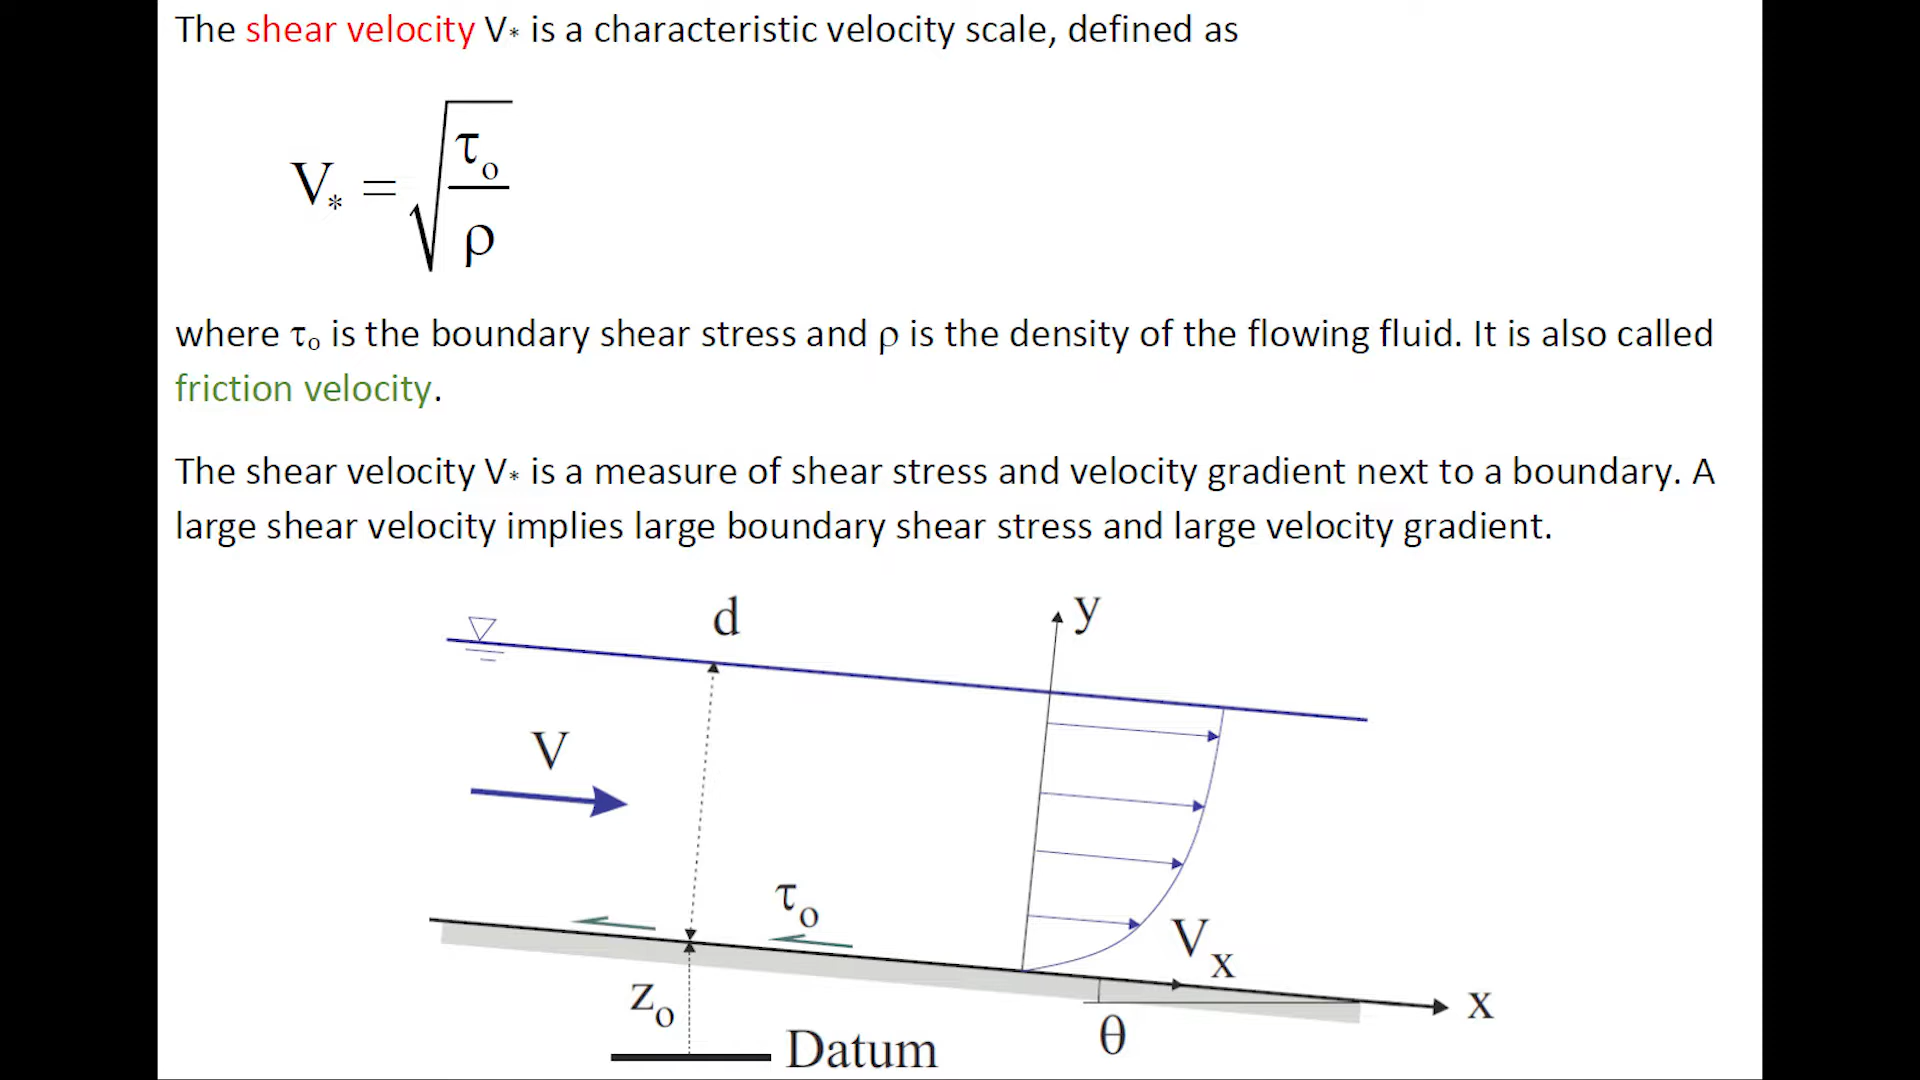 The shear velocity V* is a characteristic velocity scale, defined as
V* = √(τo/ρ)
where τo is the boundary shear stress and ρ is the density of the flowing fluid. It is also called
friction velocity.
The shear velocity V* is a measure of shear stress and velocity gradient next to a boundary. A
large shear velocity implies large boundary shear stress and large velocity gradient.
d
y
V
τo
Vx
zo
x
θ
Datum